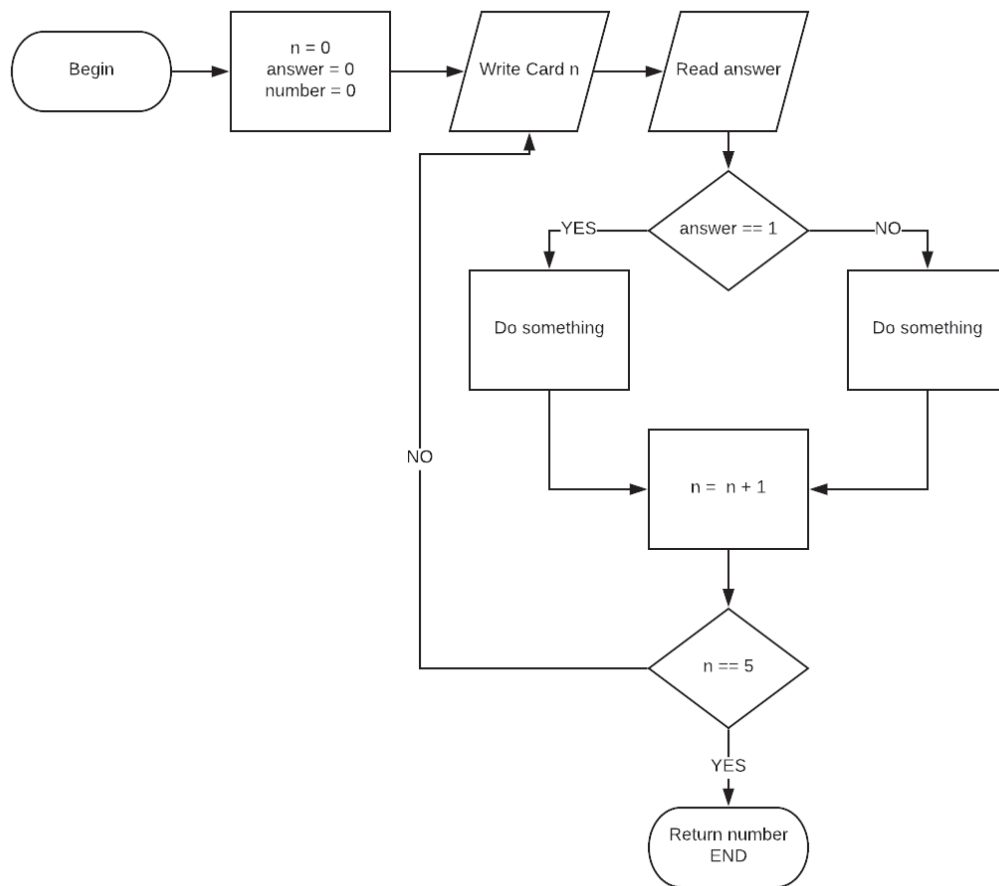 Begin
n = 0
answer = 0
number = 0
Write Card n
Read answer
answer == 1
YES
NO
Do something
Do something
NO
n = n + 1
n == 5
YES
Return number
END